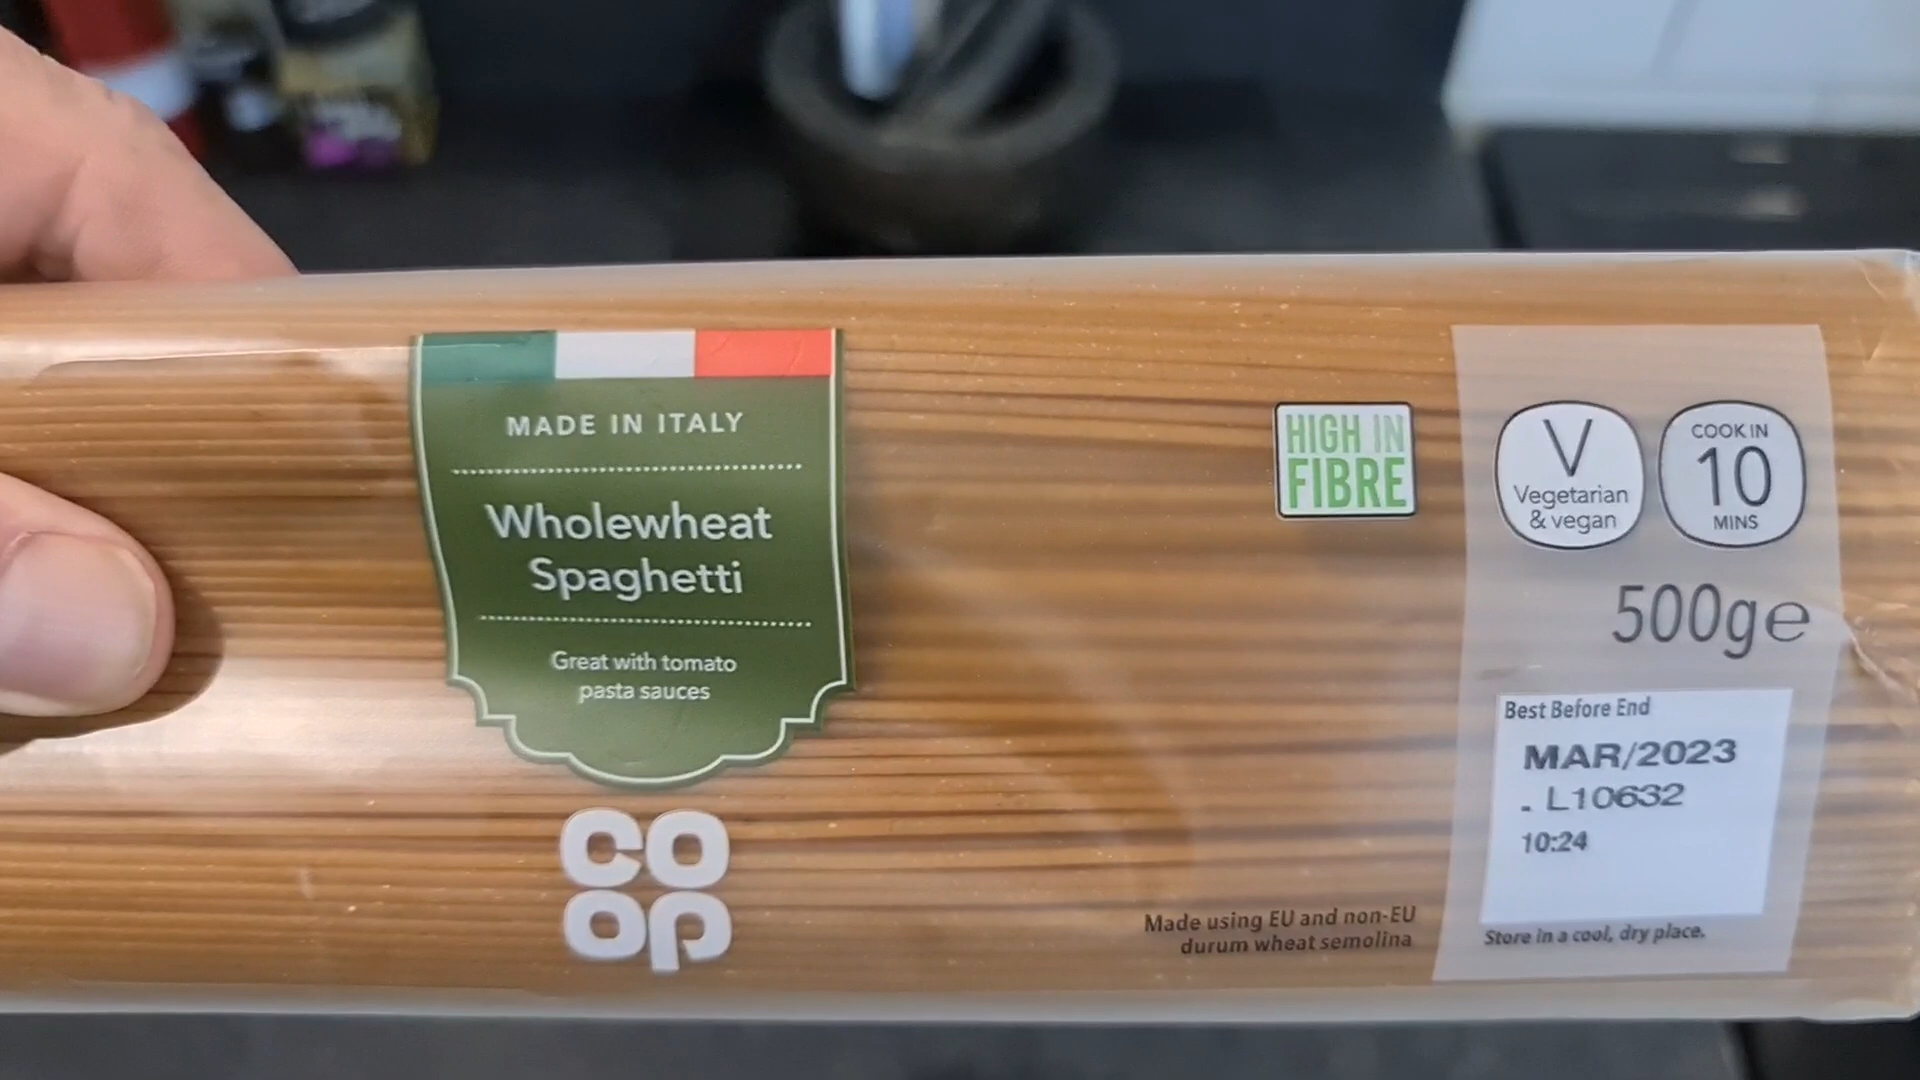 MADE IN ITALY
Wholewheat
Spaghetti
Great with tomato
pasta sauces
CO
OP
HIGH IN
FIBRE
V
Vegetarian
& vegan
COOK IN
10
MINS
500g℮
Best Before End
MAR/2023
. L10632
10:24
Store in a cool, dry place.
Made using EU and non-EU
durum wheat semolina